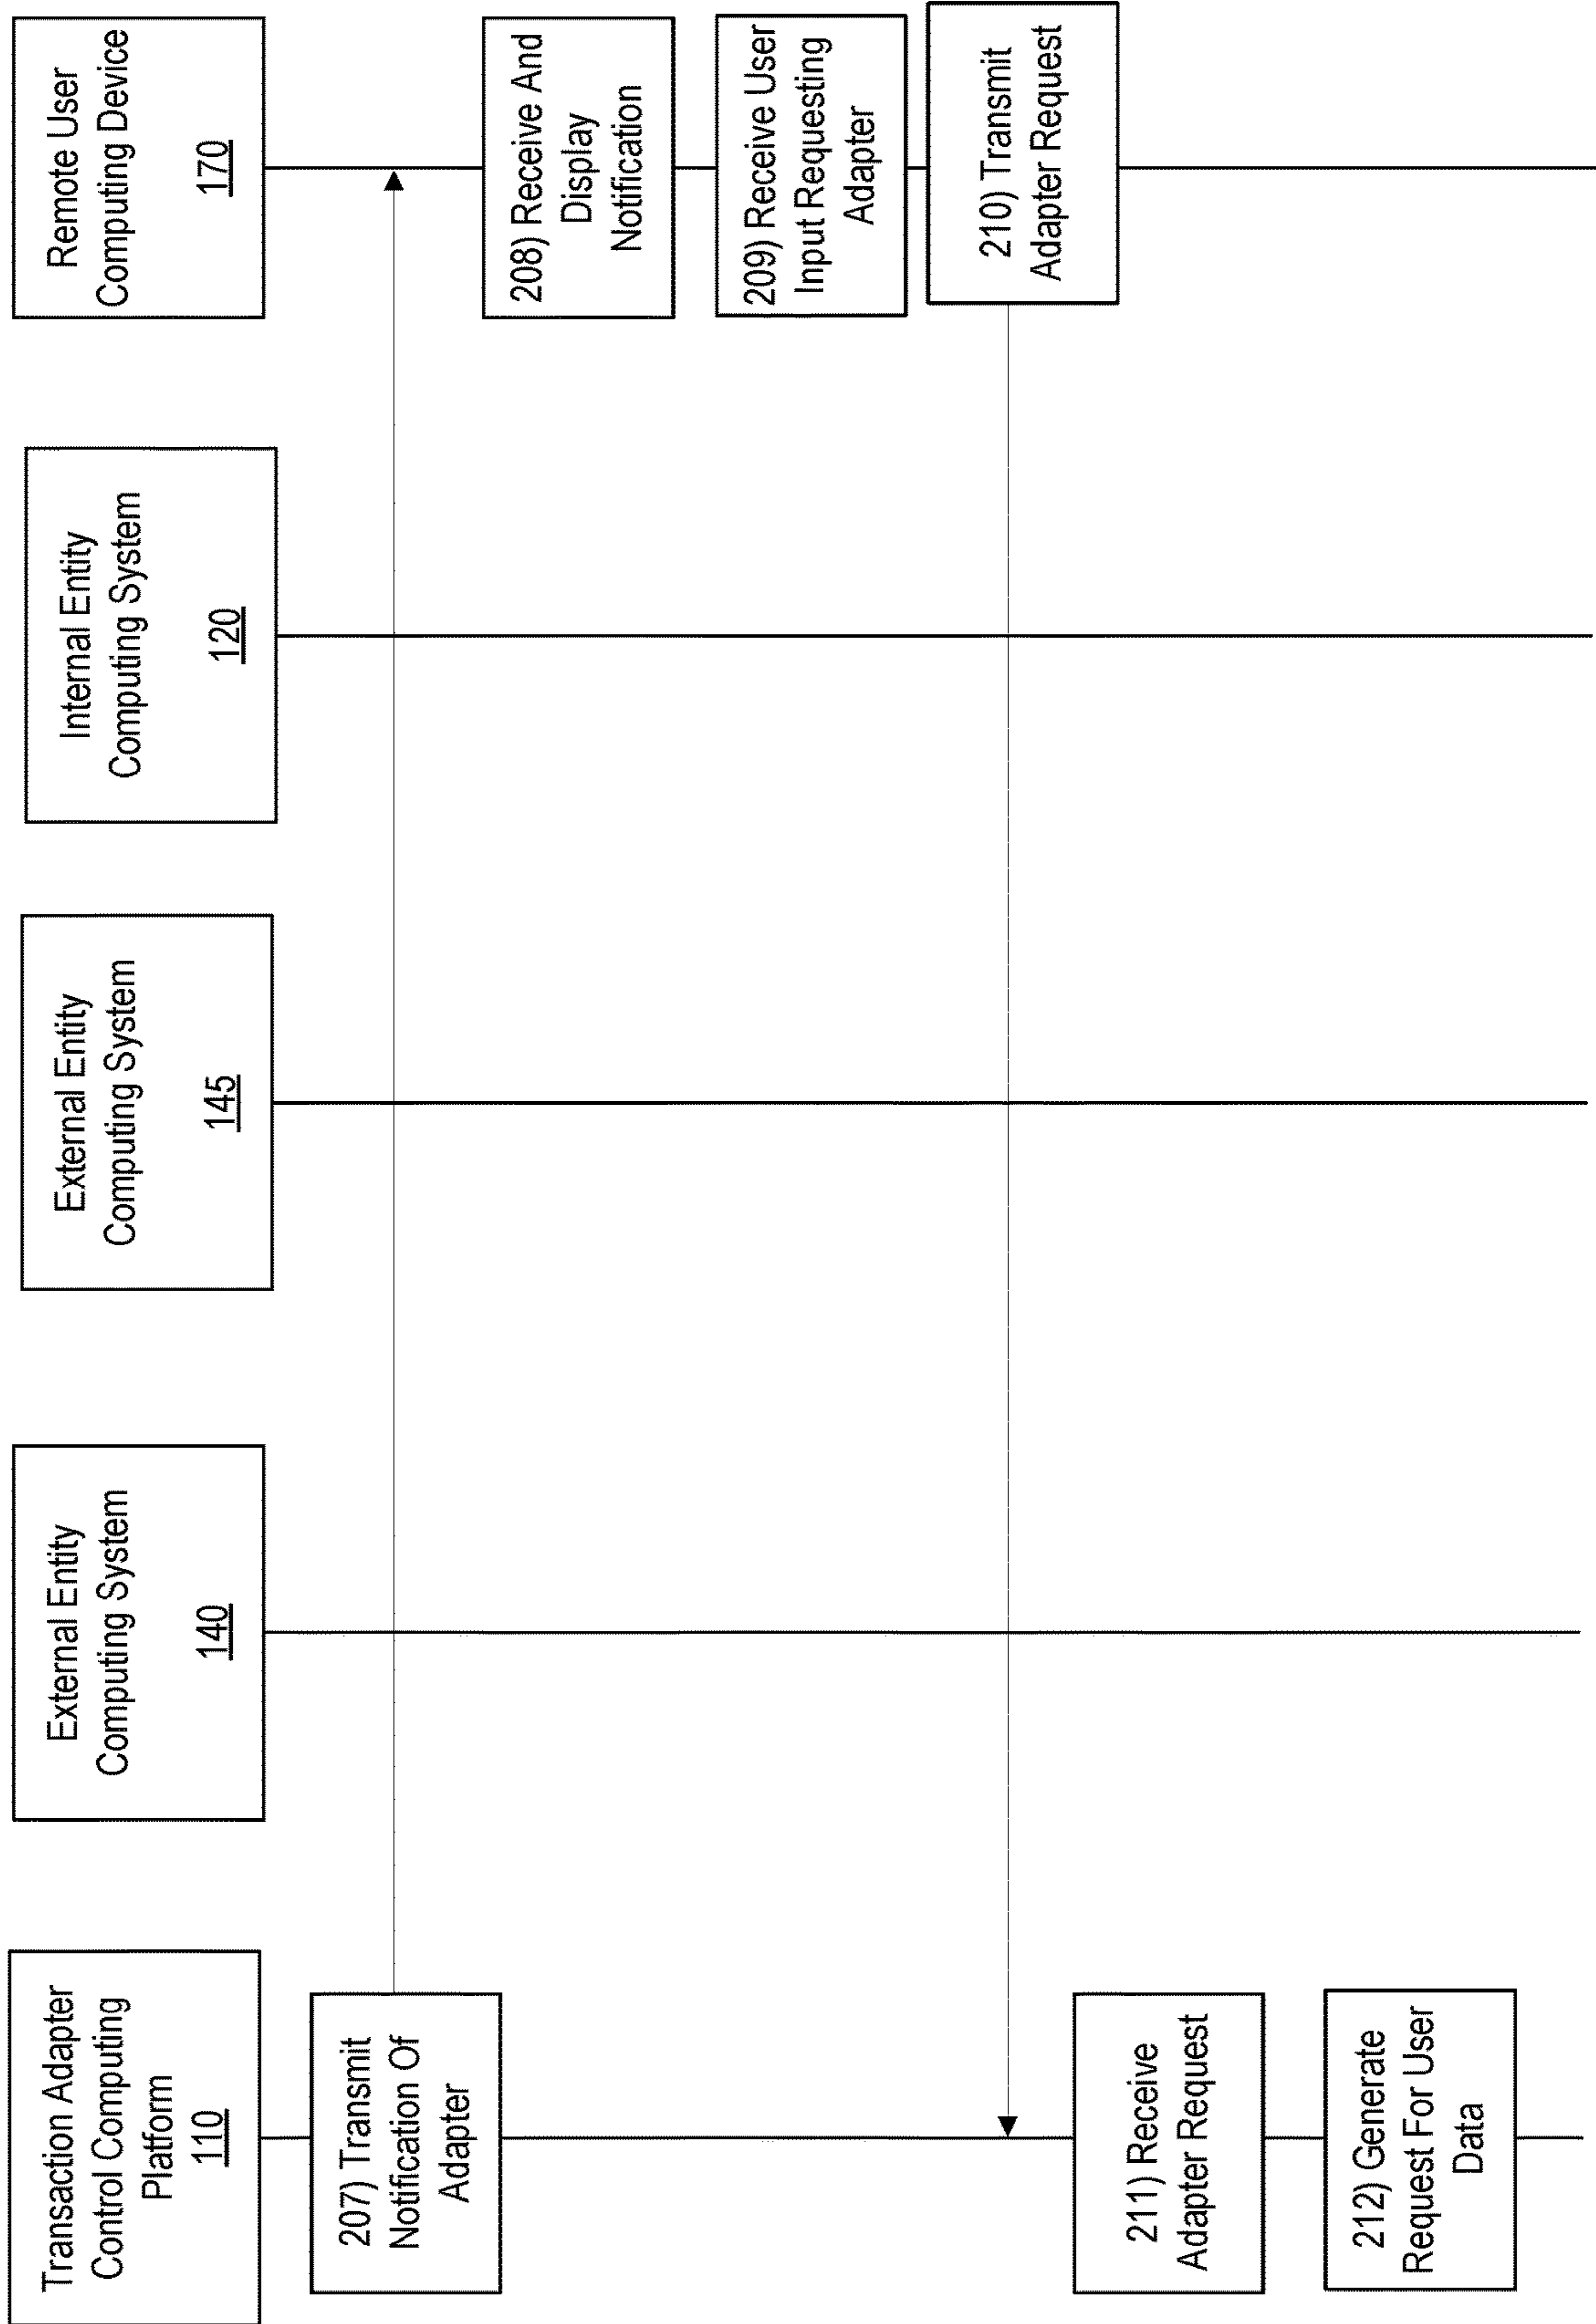 Transaction Adapter
Control Computing
Platform
110
External Entity
Computing System
140
External Entity
Computing System
145
Internal Entity
Computing System
120
Remote User
Computing Device
170
207) Transmit
Notification Of
Adapter
208) Receive And
Display
Notification
209) Receive User
Input Requesting
Adapter
210) Transmit
Adapter Request
211) Receive
Adapter Request
212) Generate
Request For User
Data